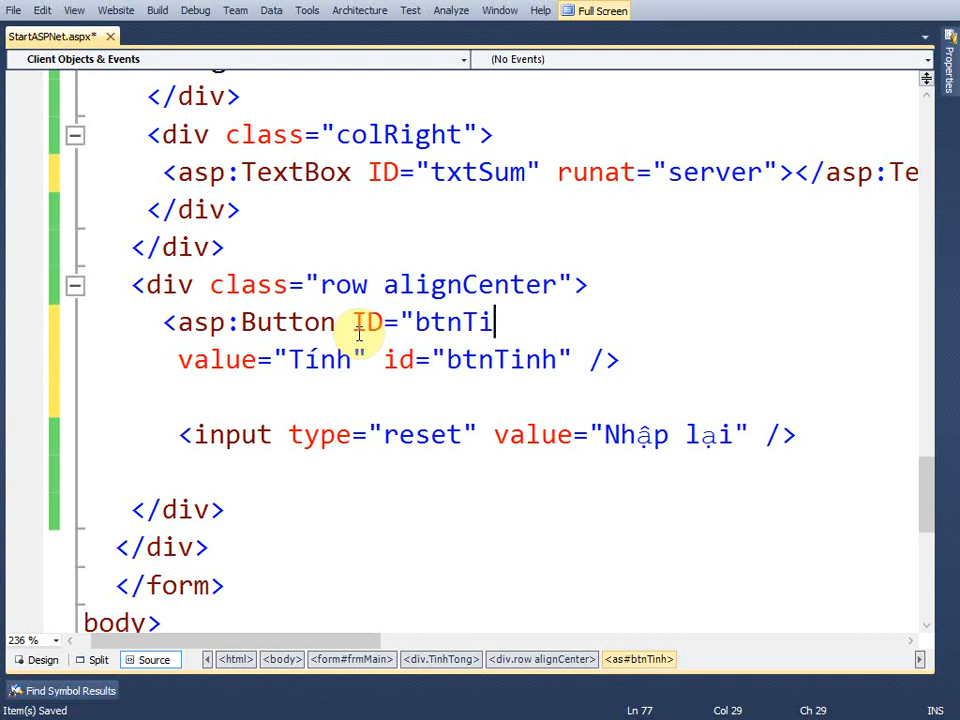 File Edit View Website Build Debug Team Data Tools Architecture Test Analyze Window Help Full Screen
StartASPNet.aspx*
Properties
Client Objects & Events (No Events)
</div>
<div class="colRight">
<asp:TextBox ID="txtSum" runat="server"></asp:Te
</div>
</div>
<div class="row alignCenter">
<asp:Button ID="btnTi
value="Tính" id="btnTinh" />
<input type="reset" value="Nhập lại" />
</div>
</div>
</form>
body>
236 %
Design Split Source <html> <body> <form#frmMain> <div.TinhTong> <div.row alignCenter> <as#btnTinh>
Find Symbol Results
Item(s) Saved Ln 77 Col 29 Ch 29 INS